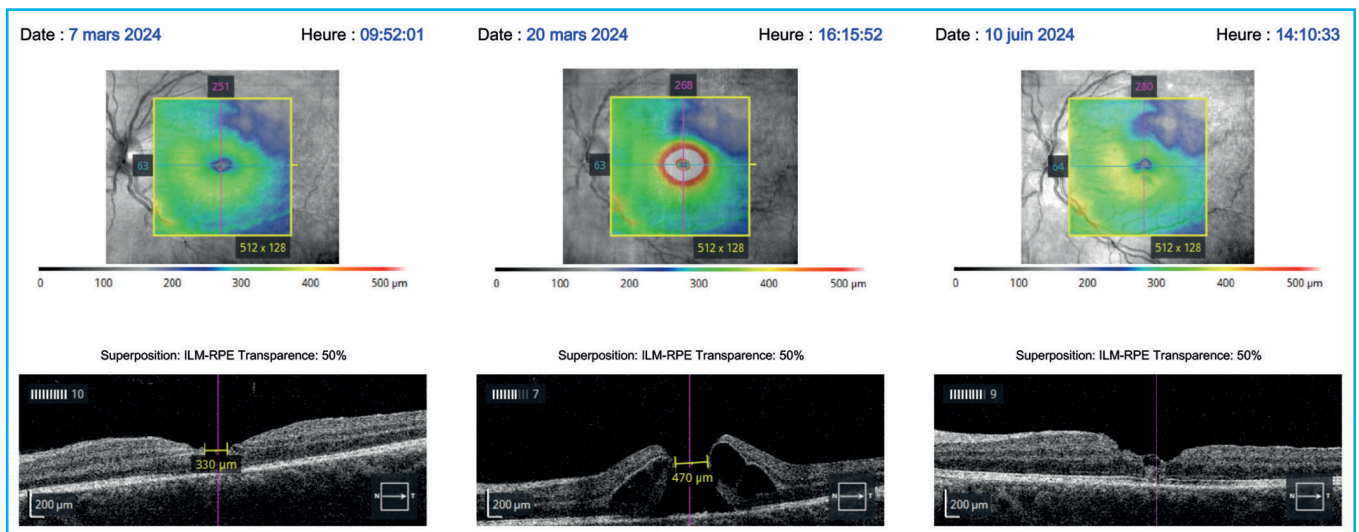 Date : 7 mars 2024 Heure : 09:52:01
251
63
512 x 128
0 100 200 300 400 500 µm
Superposition: ILM-RPE Transparence: 50%
10
330 µm
200 µm
N T
Date : 20 mars 2024 Heure : 16:15:52
268
63
512 x 128
0 100 200 300 400 500 µm
Superposition: ILM-RPE Transparence: 50%
7
470 µm
200 µm
N T
Date : 10 juin 2024 Heure : 14:10:33
280
64
512 x 128
0 100 200 300 400 500 µm
Superposition: ILM-RPE Transparence: 50%
9
200 µm
N T